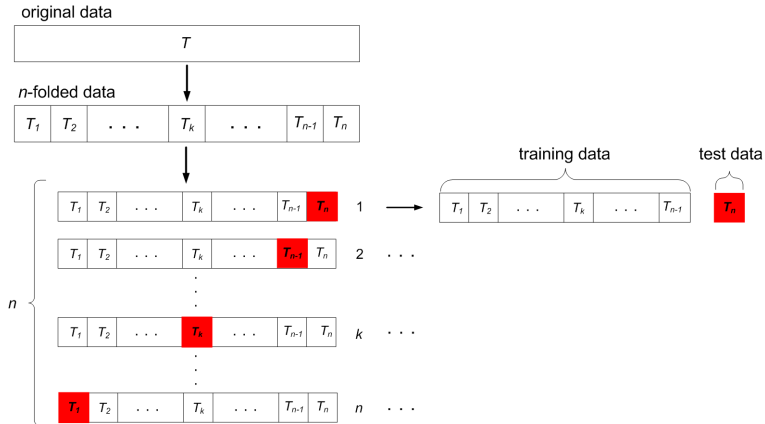 original data
T
n-folded data
T1 T2 . . . Tk . . . Tn-1 Tn
training data test data
T1 T2 . . . Tk . . . Tn-1 Tn 1 T1 T2 . . . Tk . . . Tn-1 Tn
T1 T2 . . . Tk . . . Tn-1 Tn 2 . . .
n
T1 T2 . . . Tk . . . Tn-1 Tn k . . .
T1 T2 . . . Tk . . . Tn-1 Tn n . . .